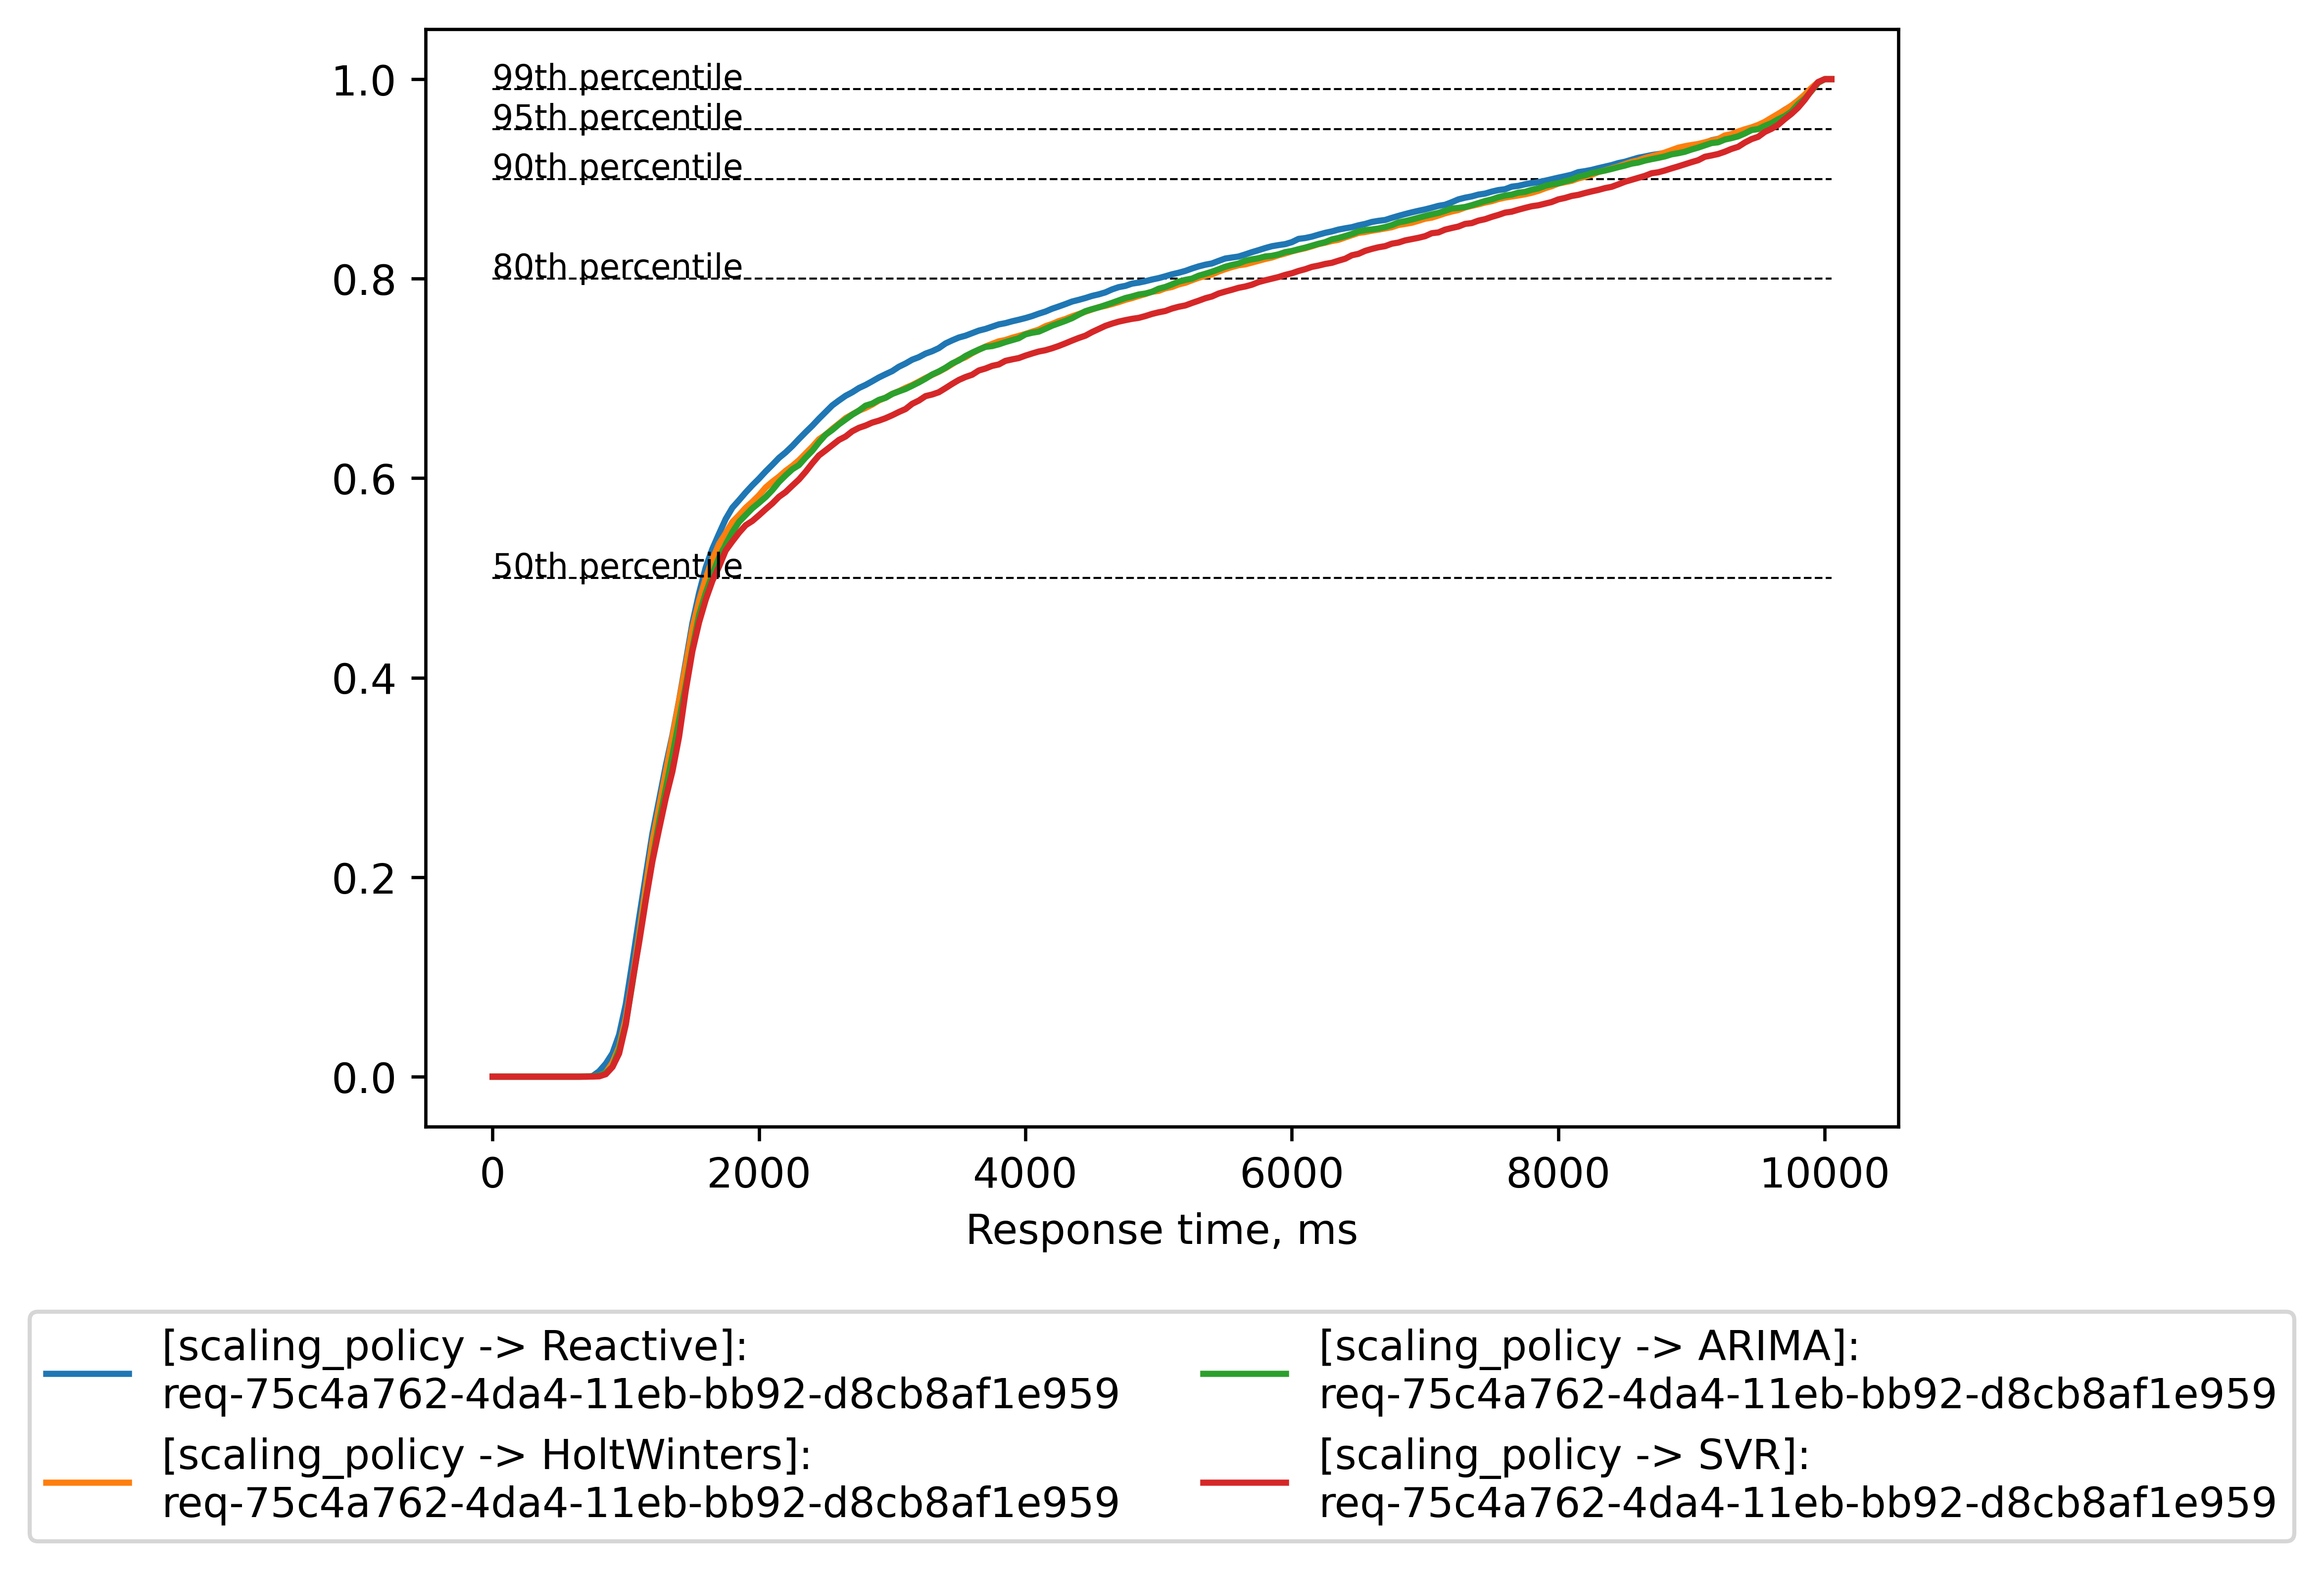 1.0
0.8
0.6
0.4
0.2
0.0
99th percentile
95th percentile
90th percentile
80th percentile
50th percentile
0 2000 4000 6000 8000 10000
Response time, ms
[scaling_policy -> Reactive]:
req-75c4a762-4da4-11eb-bb92-d8cb8af1e959
[scaling_policy -> HoltWinters]:
req-75c4a762-4da4-11eb-bb92-d8cb8af1e959
[scaling_policy -> ARIMA]:
req-75c4a762-4da4-11eb-bb92-d8cb8af1e959
[scaling_policy -> SVR]:
req-75c4a762-4da4-11eb-bb92-d8cb8af1e959